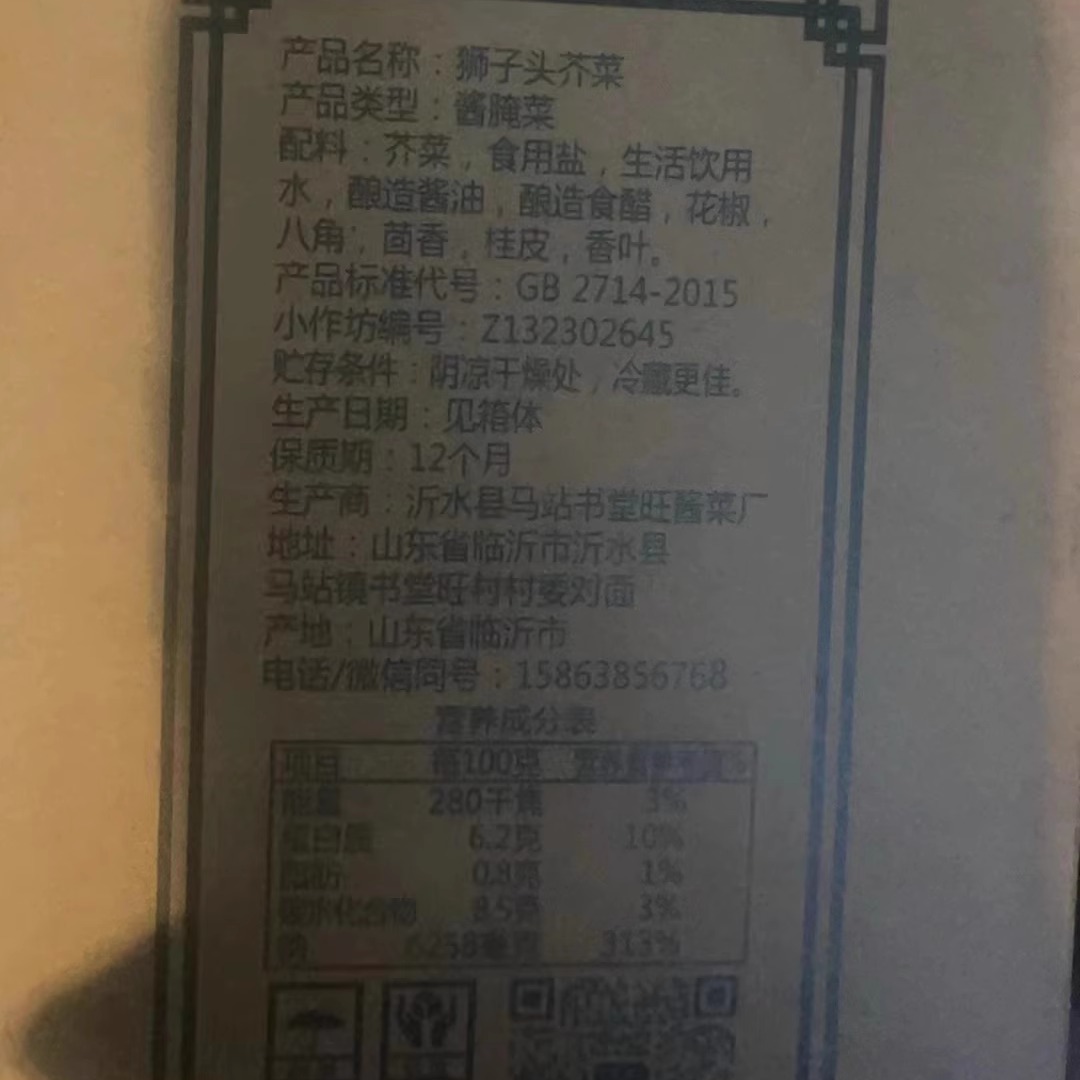 产品名称：狮子头芥菜
产品类型：酱腌菜
配料：芥菜，食用盐，生活饮用
水，酿造酱油，酿造食醋，花椒，
八角，茴香，桂皮，香叶。
产品标准代号：GB 2714-2015
小作坊编号：Z132302645
贮存条件：阴凉干燥处，冷藏更佳。
生产日期：见箱体
保质期：12个月
生产商：沂水县马站书堂旺酱菜厂
地址：山东省临沂市沂水县
马站镇书堂旺村村委对面
产地：山东省临沂市
电话/微信同号：15863856768
营养成分表
项目 每100克 营养素参考值%
能量 280千焦 3%
蛋白质 6.2克 10%
脂肪 0.8克 1%
碳水化合物 8.5克 3%
钠 6258毫克 313%